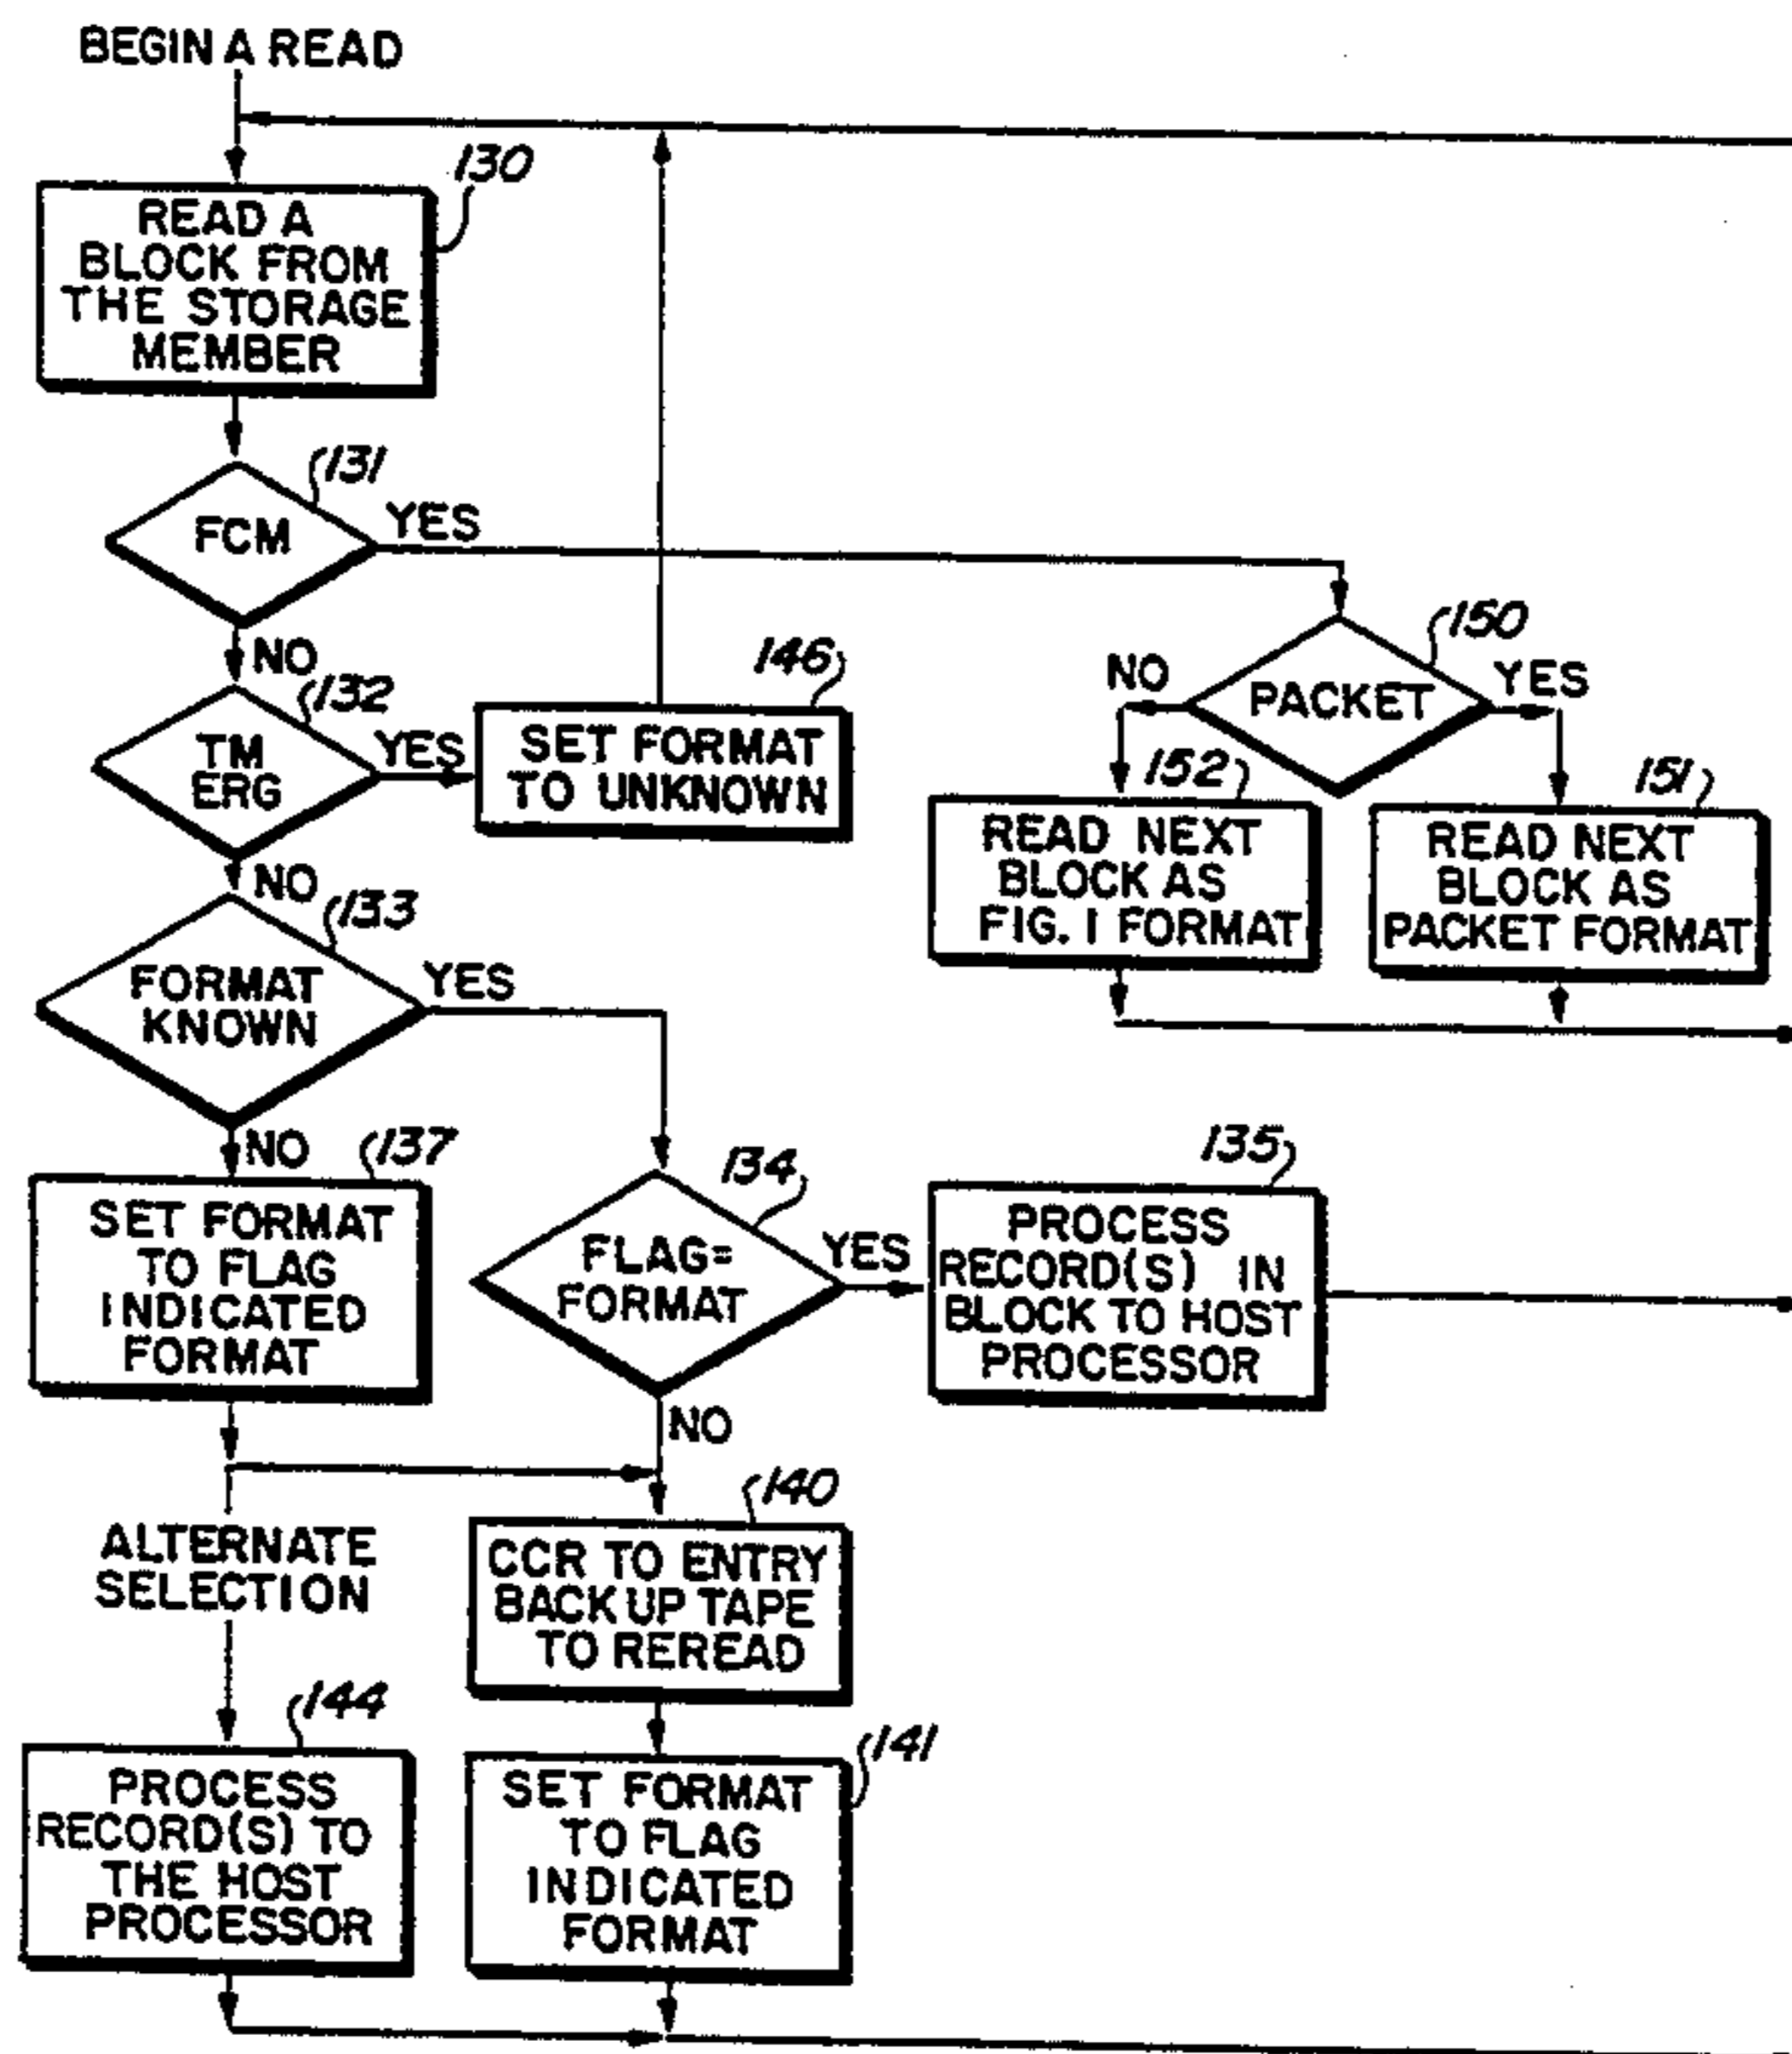 BEGIN A READ
130
READ A
BLOCK FROM
THE STORAGE
MEMBER
131
FCM
YES
NO
132
TM
ERG
YES
146
SET FORMAT
TO UNKNOWN
150
PACKET
NO
YES
152
READ NEXT
BLOCK AS
FIG. 1 FORMAT
151
READ NEXT
BLOCK AS
PACKET FORMAT
NO
133
FORMAT
KNOWN
YES
NO
137
SET FORMAT
TO FLAG
INDICATED
FORMAT
134
FLAG=
FORMAT
YES
135
PROCESS
RECORD(S) IN
BLOCK TO HOST
PROCESSOR
NO
ALTERNATE
SELECTION
140
CCR TO ENTRY
BACK UP TAPE
TO REREAD
144
PROCESS
RECORD(S) TO
THE HOST
PROCESSOR
141
SET FORMAT
TO FLAG
INDICATED
FORMAT